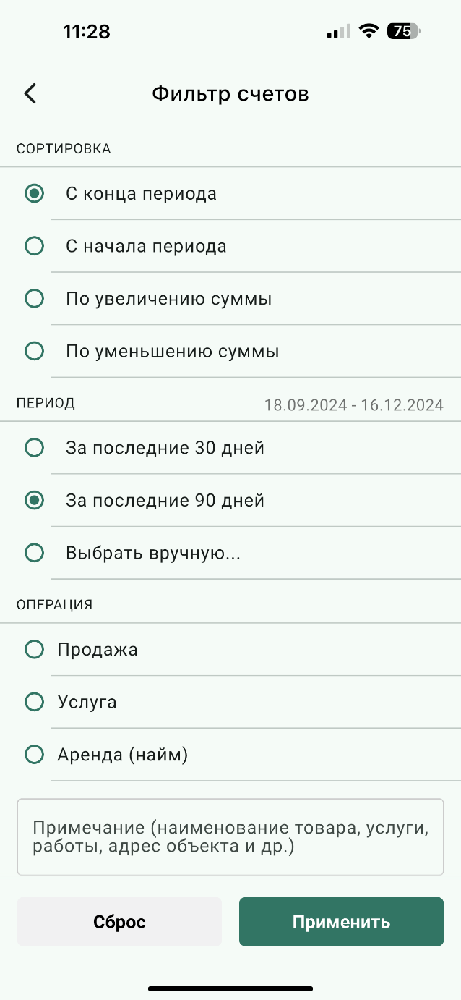 11:28
75
Фильтр счетов
СОРТИРОВКА
С конца периода
С начала периода
По увеличению суммы
По уменьшению суммы
ПЕРИОД 18.09.2024 - 16.12.2024
За последние 30 дней
За последние 90 дней
Выбрать вручную...
ОПЕРАЦИЯ
Продажа
Услуга
Аренда (найм)
Примечание (наименование товара, услуги,
работы, адрес объекта и др.)
Сброс Применить